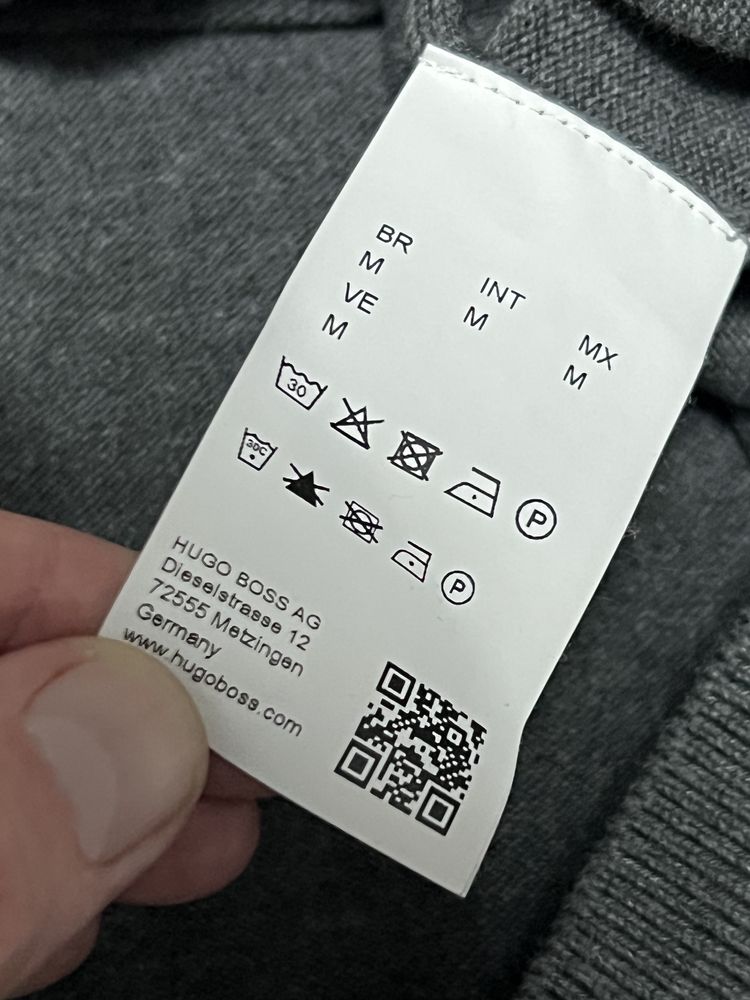 BR
M
INT
M
MX
M
VE
M
30
P
30C
P
HUGO BOSS AG
Dieselstrasse 12
72555 Metzingen
Germany
www.hugoboss.com